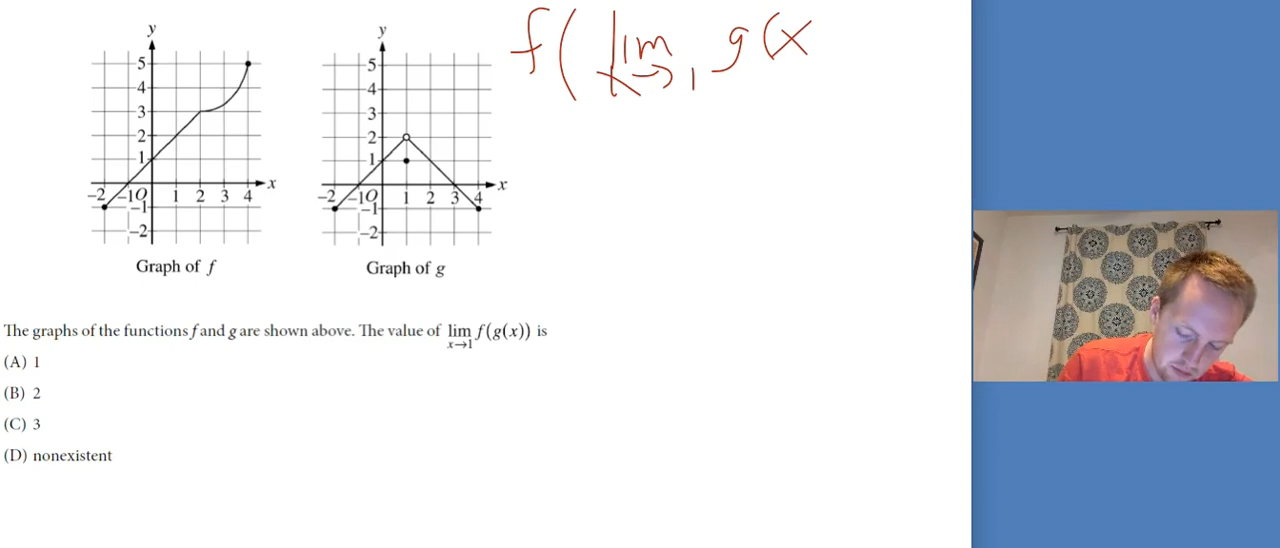 f( lim x→1 g(x
y
5
4
3
2
1
-2 -1 O 1 2 3 4 x
-1
-2
Graph of f
y
5
4
3
2
1
-2 -1 O 1 2 3 4 x
-1
-2
Graph of g
The graphs of the functions f and g are shown above. The value of lim x→1 f(g(x)) is
(A) 1
(B) 2
(C) 3
(D) nonexistent